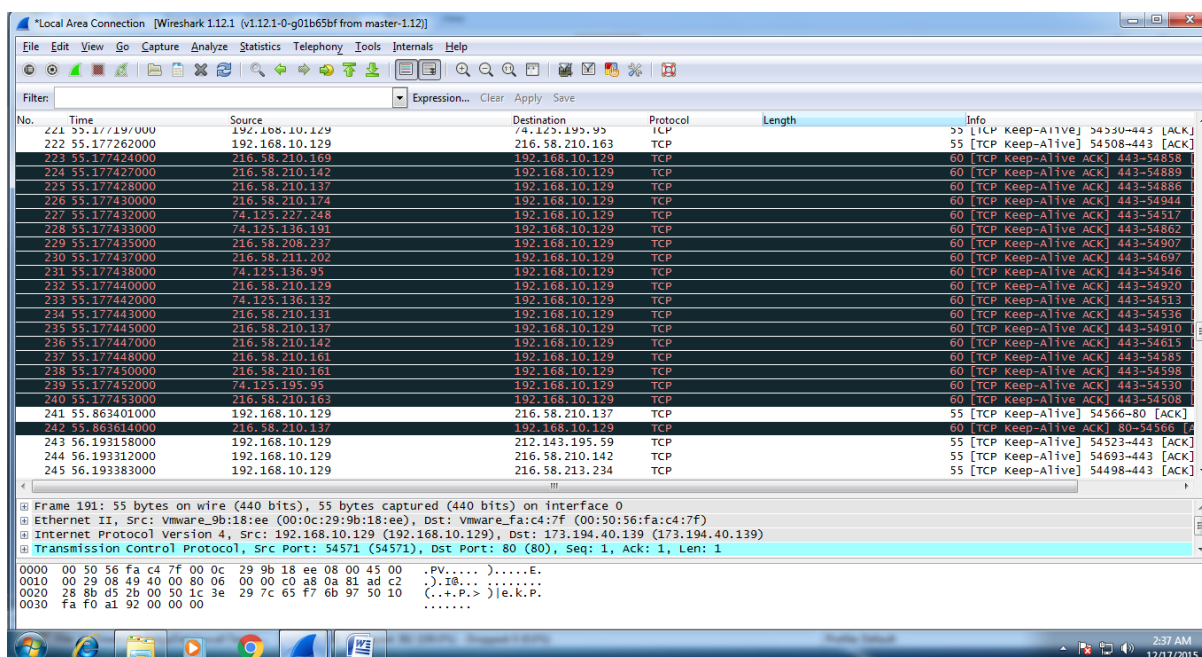 *Local Area Connection [Wireshark 1.12.1 (v1.12.1-0-g01b65bf from master-1.12)]
File Edit View Go Capture Analyze Statistics Telephony Tools Internals Help
Filter: Expression... Clear Apply Save
No. Time Source Destination Protocol Length Info
221 55.177197000 192.168.10.129 74.125.195.95 TCP 55 [TCP Keep-Alive] 54530→443 [ACK]
222 55.177262000 192.168.10.129 216.58.210.163 TCP 55 [TCP Keep-Alive] 54508→443 [ACK]
223 55.177424000 216.58.210.169 192.168.10.129 TCP 60 [TCP Keep-Alive ACK] 443→54858 [
224 55.177427000 216.58.210.142 192.168.10.129 TCP 60 [TCP Keep-Alive ACK] 443→54889 [
225 55.177428000 216.58.210.137 192.168.10.129 TCP 60 [TCP Keep-Alive ACK] 443→54886 [
226 55.177430000 216.58.210.174 192.168.10.129 TCP 60 [TCP Keep-Alive ACK] 443→54944 [
227 55.177432000 74.125.227.248 192.168.10.129 TCP 60 [TCP Keep-Alive ACK] 443→54517 [
228 55.177433000 74.125.136.191 192.168.10.129 TCP 60 [TCP Keep-Alive ACK] 443→54862 [
229 55.177435000 216.58.208.237 192.168.10.129 TCP 60 [TCP Keep-Alive ACK] 443→54907 [
230 55.177437000 216.58.211.202 192.168.10.129 TCP 60 [TCP Keep-Alive ACK] 443→54697 [
231 55.177438000 74.125.136.95 192.168.10.129 TCP 60 [TCP Keep-Alive ACK] 443→54546 [
232 55.177440000 216.58.210.129 192.168.10.129 TCP 60 [TCP Keep-Alive ACK] 443→54920 [
233 55.177442000 74.125.136.132 192.168.10.129 TCP 60 [TCP Keep-Alive ACK] 443→54513 [
234 55.177443000 216.58.210.131 192.168.10.129 TCP 60 [TCP Keep-Alive ACK] 443→54536 [
235 55.177445000 216.58.210.137 192.168.10.129 TCP 60 [TCP Keep-Alive ACK] 443→54910 [
236 55.177447000 216.58.210.142 192.168.10.129 TCP 60 [TCP Keep-Alive ACK] 443→54615 [
237 55.177448000 216.58.210.161 192.168.10.129 TCP 60 [TCP Keep-Alive ACK] 443→54585 [
238 55.177450000 216.58.210.161 192.168.10.129 TCP 60 [TCP Keep-Alive ACK] 443→54598 [
239 55.177452000 74.125.195.95 192.168.10.129 TCP 60 [TCP Keep-Alive ACK] 443→54530 [
240 55.177453000 216.58.210.163 192.168.10.129 TCP 60 [TCP Keep-Alive ACK] 443→54508 [
241 55.863401000 192.168.10.129 216.58.210.137 TCP 55 [TCP Keep-Alive] 54566→80 [ACK]
242 55.863614000 216.58.210.137 192.168.10.129 TCP 60 [TCP Keep-Alive ACK] 80→54566 [A
243 56.193158000 192.168.10.129 212.143.195.59 TCP 55 [TCP Keep-Alive] 54523→443 [ACK]
244 56.193312000 192.168.10.129 216.58.210.142 TCP 55 [TCP Keep-Alive] 54693→443 [ACK]
245 56.193383000 192.168.10.129 216.58.213.234 TCP 55 [TCP Keep-Alive] 54498→443 [ACK]
Frame 191: 55 bytes on wire (440 bits), 55 bytes captured (440 bits) on interface 0
Ethernet II, Src: Vmware_9b:18:ee (00:0c:29:9b:18:ee), Dst: Vmware_fa:c4:7f (00:50:56:fa:c4:7f)
Internet Protocol Version 4, Src: 192.168.10.129 (192.168.10.129), Dst: 173.194.40.139 (173.194.40.139)
Transmission Control Protocol, Src Port: 54571 (54571), Dst Port: 80 (80), Seq: 1, Ack: 1, Len: 1
0000 00 50 56 fa c4 7f 00 0c 29 9b 18 ee 08 00 45 00 .PV..... ).....E.
0010 00 29 08 49 40 00 80 06 00 00 c0 a8 0a 81 ad c2 .).I@... ........
0020 28 8b d5 2b 00 50 1c 3e 29 7c 65 f7 6b 97 50 10 (..+.P.> )|e.k.P.
0030 fa f0 a1 92 00 00 00 .......
2:37 AM
12/17/2015